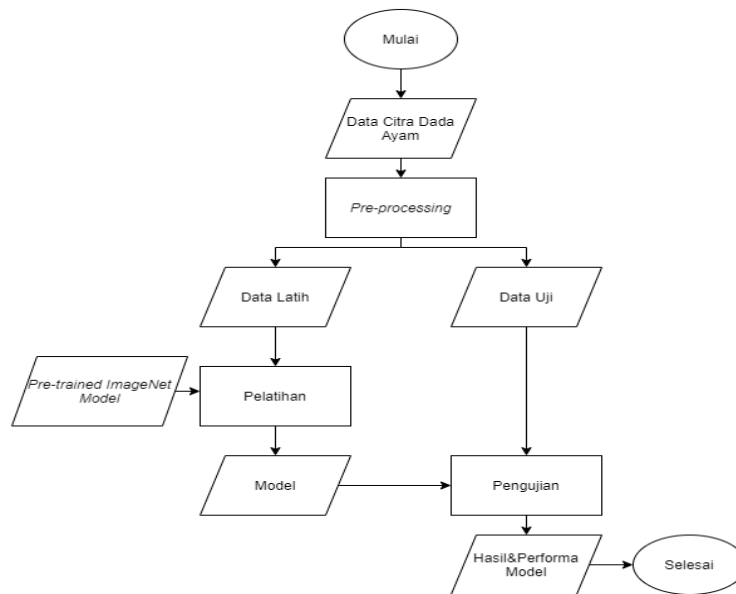 Mulai
Data Citra Dada
Ayam
Pre-processing
Data Latih
Data Uji
Pre-trained ImageNet
Model
Pelatihan
Model
Pengujian
Hasil&Performa
Model
Selesai